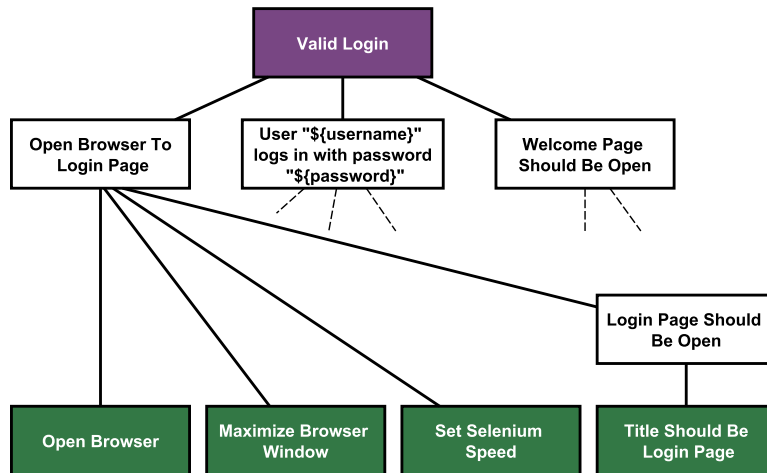 Valid Login
Open Browser To
Login Page
User "${username}"
logs in with password
"${password}"
Welcome Page
Should Be Open
Login Page Should
Be Open
Open Browser
Maximize Browser
Window
Set Selenium
Speed
Title Should Be
Login Page